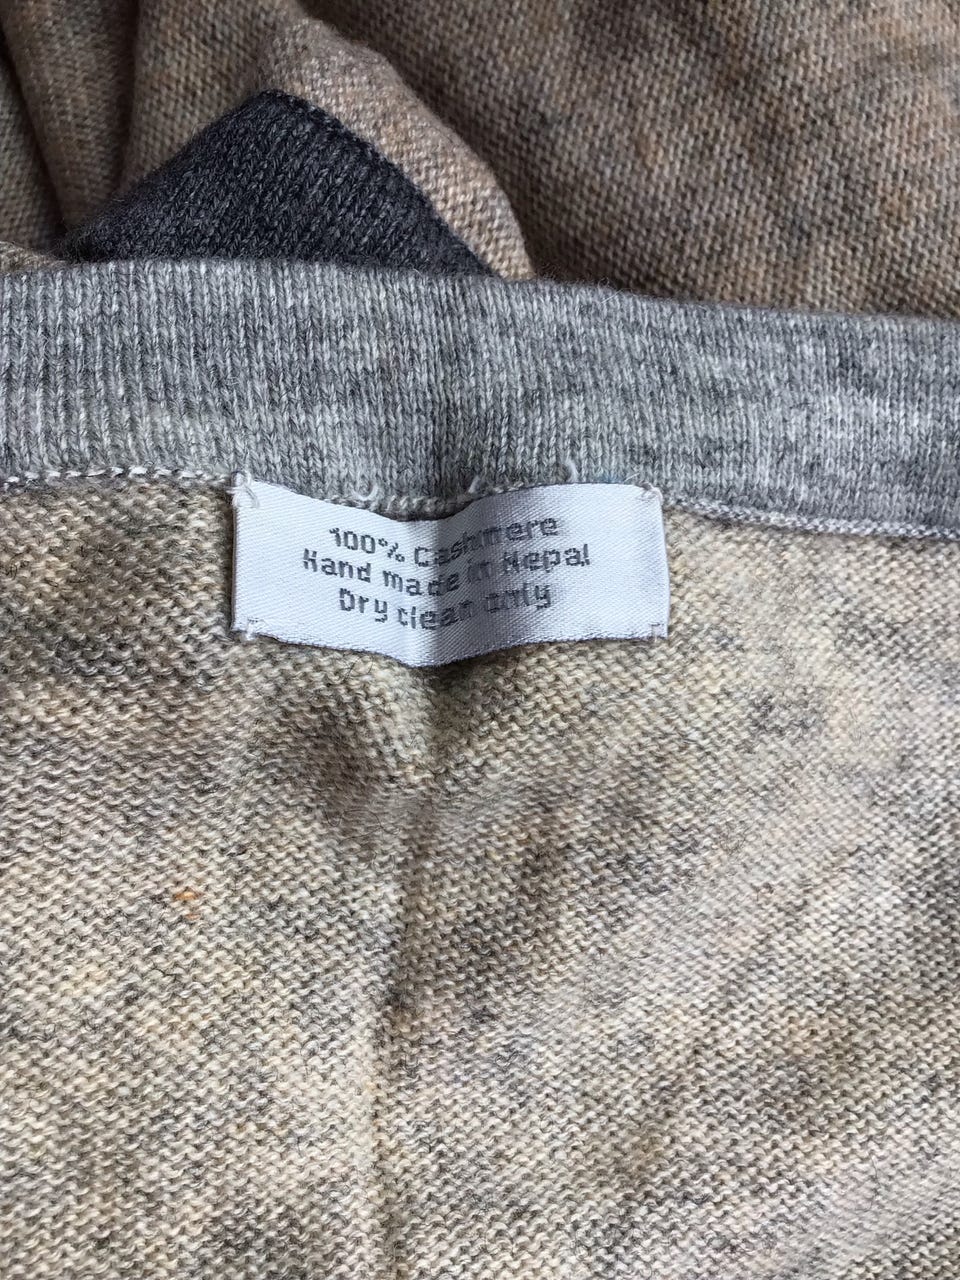 100% Cashmere
Hand made in Nepal
Dry clean only